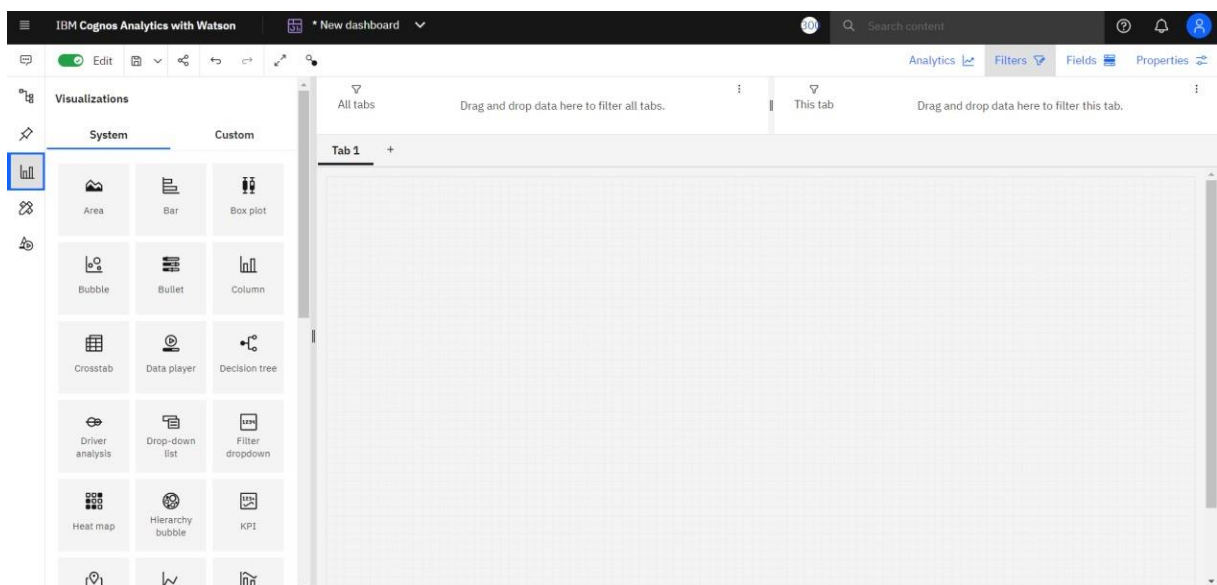 IBM Cognos Analytics with Watson
* New dashboard
Search content
Edit
Analytics
Filters
Fields
Properties
Visualizations
System
Custom
All tabs
Drag and drop data here to filter all tabs.
This tab
Drag and drop data here to filter this tab.
Tab 1 +
Area
Bar
Box plot
Bubble
Bullet
Column
Crosstab
Data player
Decision tree
Driver
analysis
Drop-down
list
Filter
dropdown
Heat map
Hierarchy
bubble
KPI